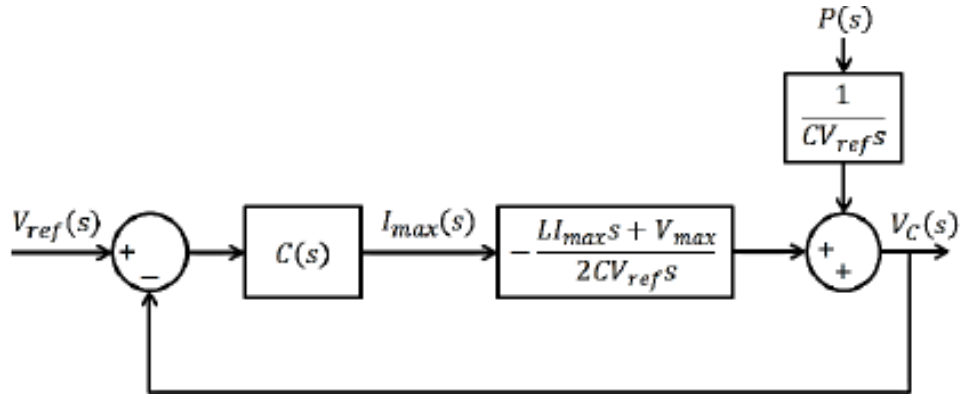 P(s)
1
CV_ref s
V_ref(s)
+
−
C(s)
I_max(s)
− LI_max s + V_max
2CV_ref s
+
+
V_C(s)